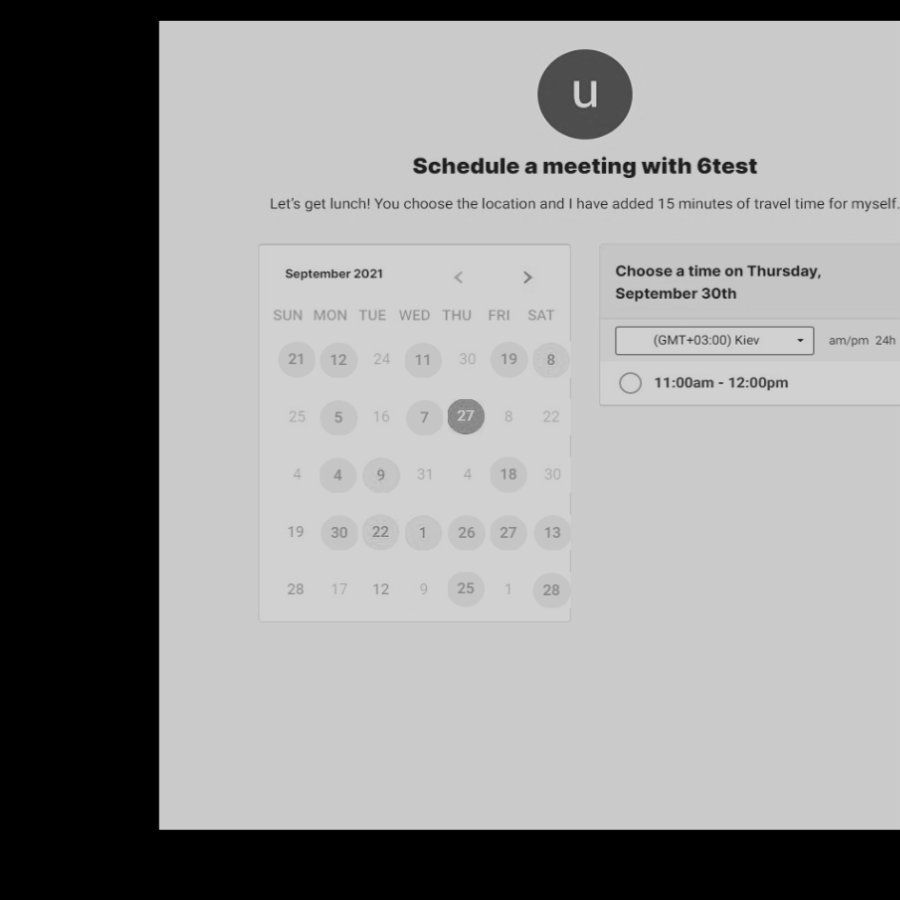 u
Schedule a meeting with 6test
Let's get lunch! You choose the location and I have added 15 minutes of travel time for myself.
September 2021
SUN MON TUE WED THU FRI SAT
21 12 24 11 30 19 8
25 5 16 7 27 8 22
4 4 9 31 4 18 30
19 30 22 1 26 27 13
28 17 12 9 25 1 28
Choose a time on Thursday,
September 30th
(GMT+03:00) Kiev
am/pm 24h
11:00am - 12:00pm